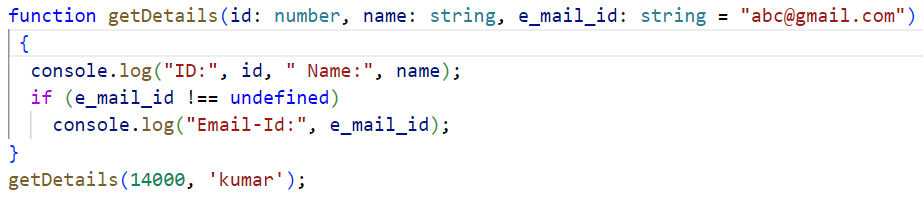 function getDetails(id: number, name: string, e_mail_id: string = "abc@gmail.com")
{
console.log("ID:", id, " Name:", name);
if (e_mail_id !== undefined)
console.log("Email-Id:", e_mail_id);
}
getDetails(14000, 'kumar');